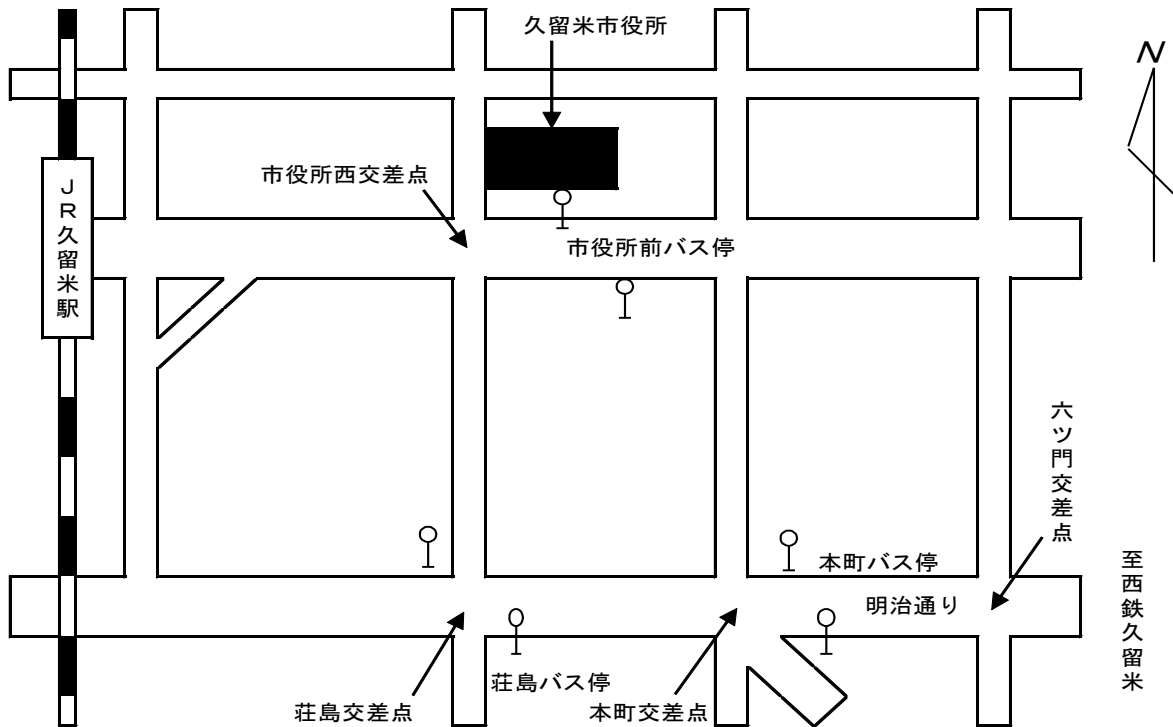 久留米市役所
N
市役所西交差点
JR久留米駅
市役所前バス停
六ツ門交差点
本町バス停
明治通り
至西鉄久留米
荘島バス停
荘島交差点
本町交差点